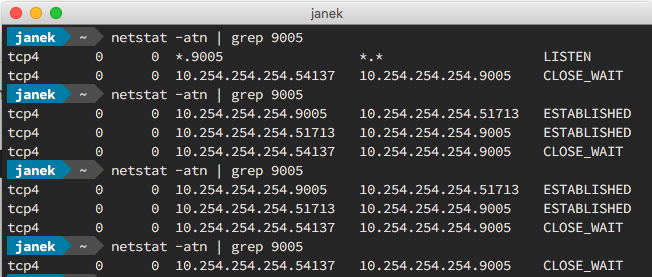 janek
janek ~ netstat -atn | grep 9005
tcp4 0 0 *.9005 *.* LISTEN
tcp4 0 0 10.254.254.254.54137 10.254.254.254.9005 CLOSE_WAIT
janek ~ netstat -atn | grep 9005
tcp4 0 0 10.254.254.254.9005 10.254.254.254.51713 ESTABLISHED
tcp4 0 0 10.254.254.254.51713 10.254.254.254.9005 ESTABLISHED
tcp4 0 0 10.254.254.254.54137 10.254.254.254.9005 CLOSE_WAIT
janek ~ netstat -atn | grep 9005
tcp4 0 0 10.254.254.254.9005 10.254.254.254.51713 ESTABLISHED
tcp4 0 0 10.254.254.254.51713 10.254.254.254.9005 ESTABLISHED
tcp4 0 0 10.254.254.254.54137 10.254.254.254.9005 CLOSE_WAIT
janek ~ netstat -atn | grep 9005
tcp4 0 0 10.254.254.254.54137 10.254.254.254.9005 CLOSE_WAIT